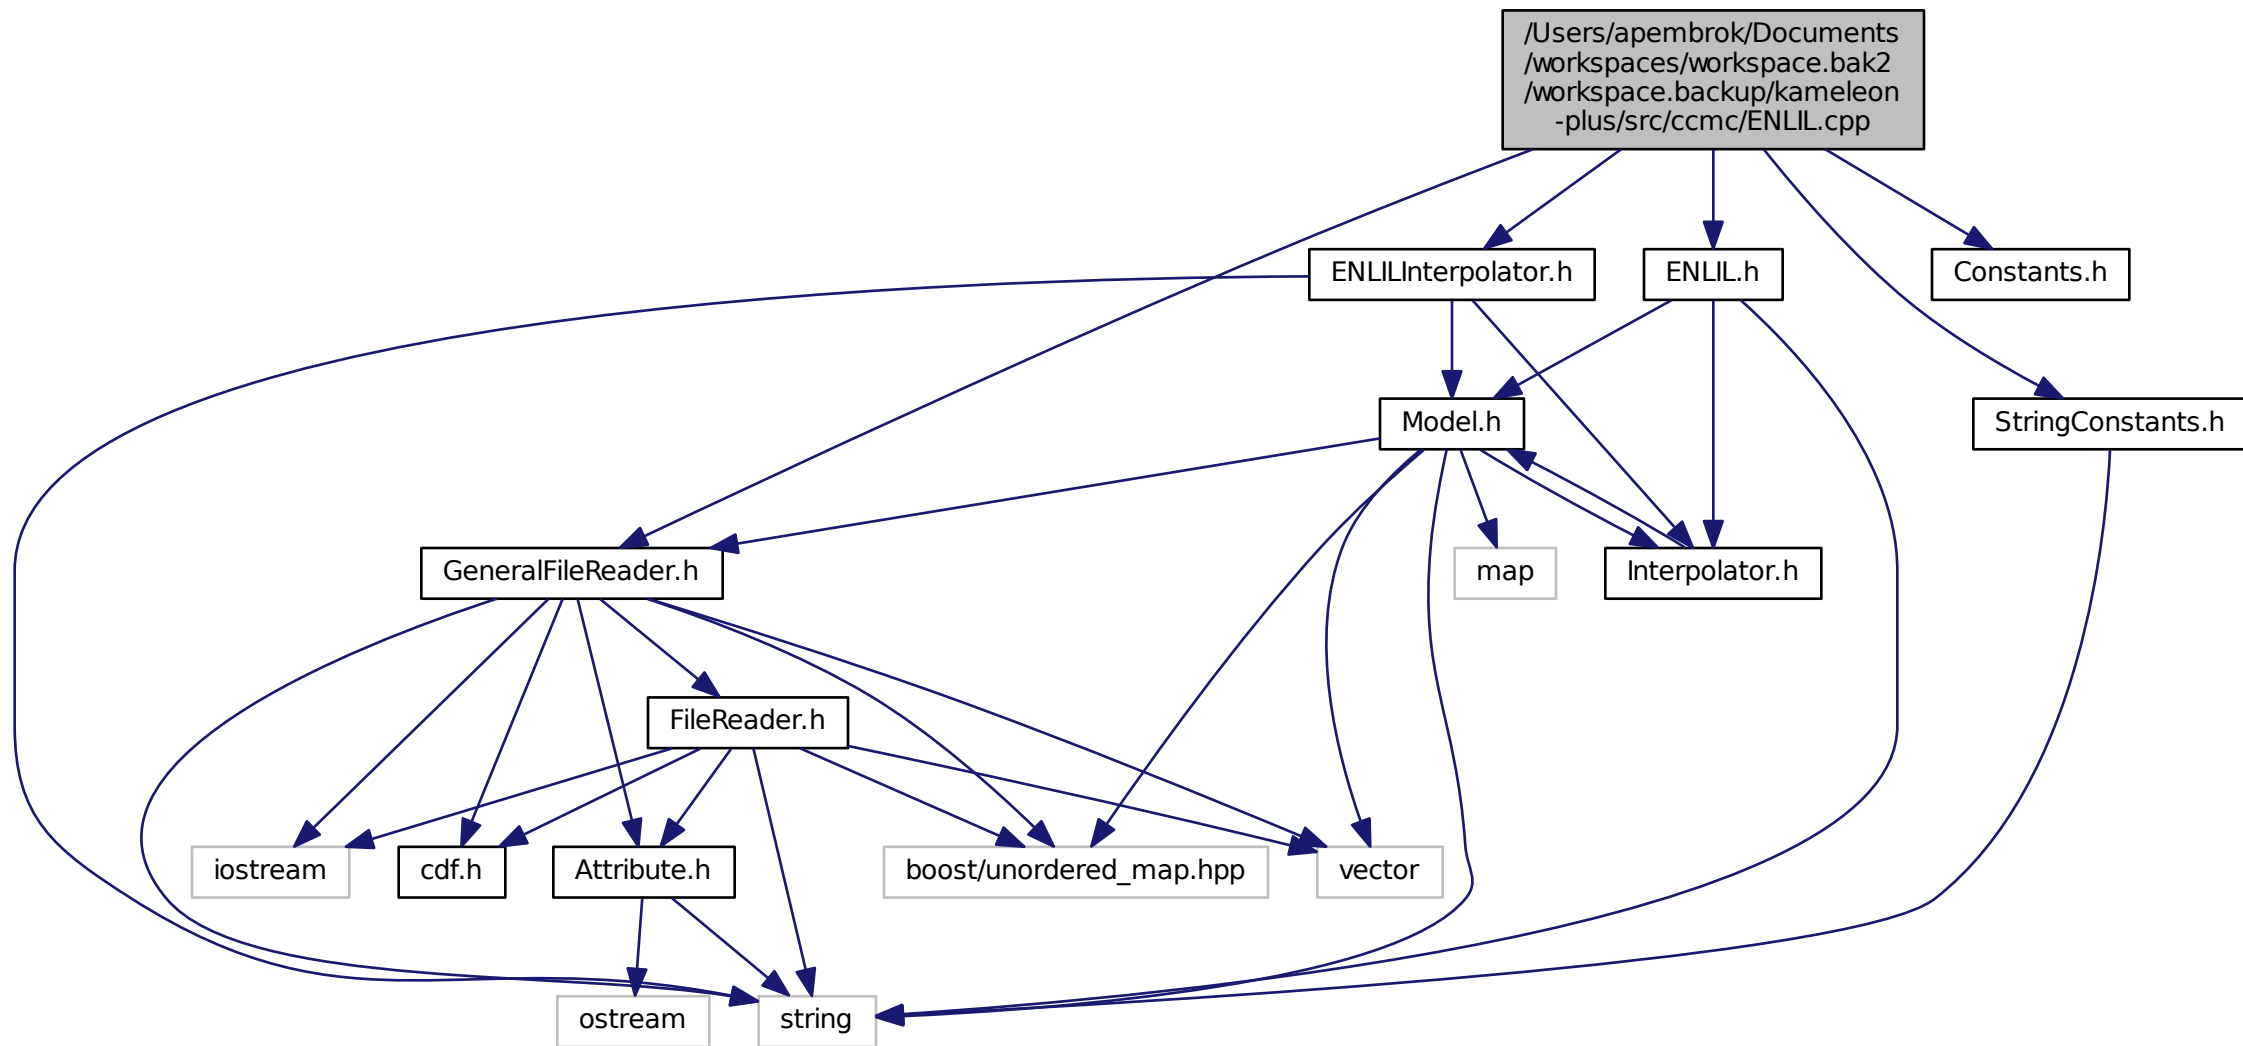 /Users/apembrok/Documents
/workspaces/workspace.bak2
/workspace.backup/kameleon
-plus/src/ccmc/ENLIL.cpp
ENLILInterpolator.h
ENLIL.h
Constants.h
Model.h
StringConstants.h
GeneralFileReader.h
map
Interpolator.h
FileReader.h
iostream
cdf.h
Attribute.h
boost/unordered_map.hpp
vector
ostream
string